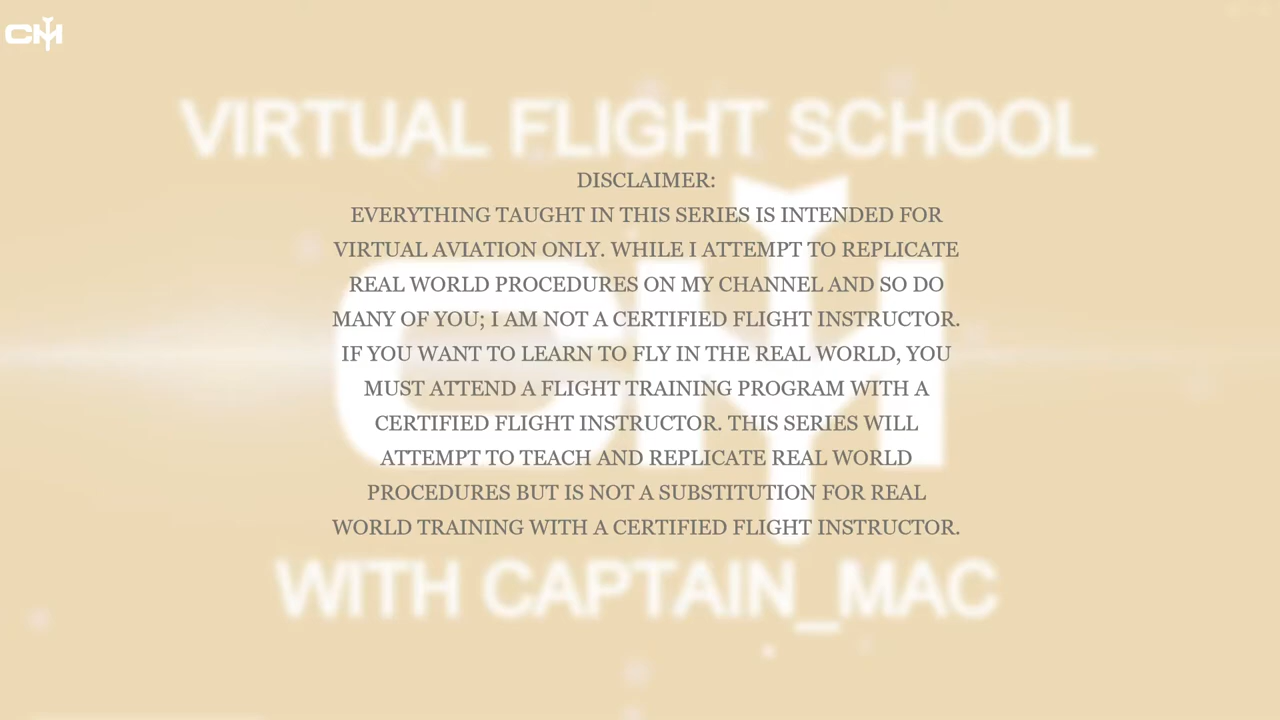 CM
VIRTUAL FLIGHT SCHOOL
DISCLAIMER:
EVERYTHING TAUGHT IN THIS SERIES IS INTENDED FOR
VIRTUAL AVIATION ONLY. WHILE I ATTEMPT TO REPLICATE
REAL WORLD PROCEDURES ON MY CHANNEL AND SO DO
MANY OF YOU; I AM NOT A CERTIFIED FLIGHT INSTRUCTOR.
IF YOU WANT TO LEARN TO FLY IN THE REAL WORLD, YOU
MUST ATTEND A FLIGHT TRAINING PROGRAM WITH A
CERTIFIED FLIGHT INSTRUCTOR. THIS SERIES WILL
ATTEMPT TO TEACH AND REPLICATE REAL WORLD
PROCEDURES BUT IS NOT A SUBSTITUTION FOR REAL
WORLD TRAINING WITH A CERTIFIED FLIGHT INSTRUCTOR.
CM
WITH CAPTAIN_MAC